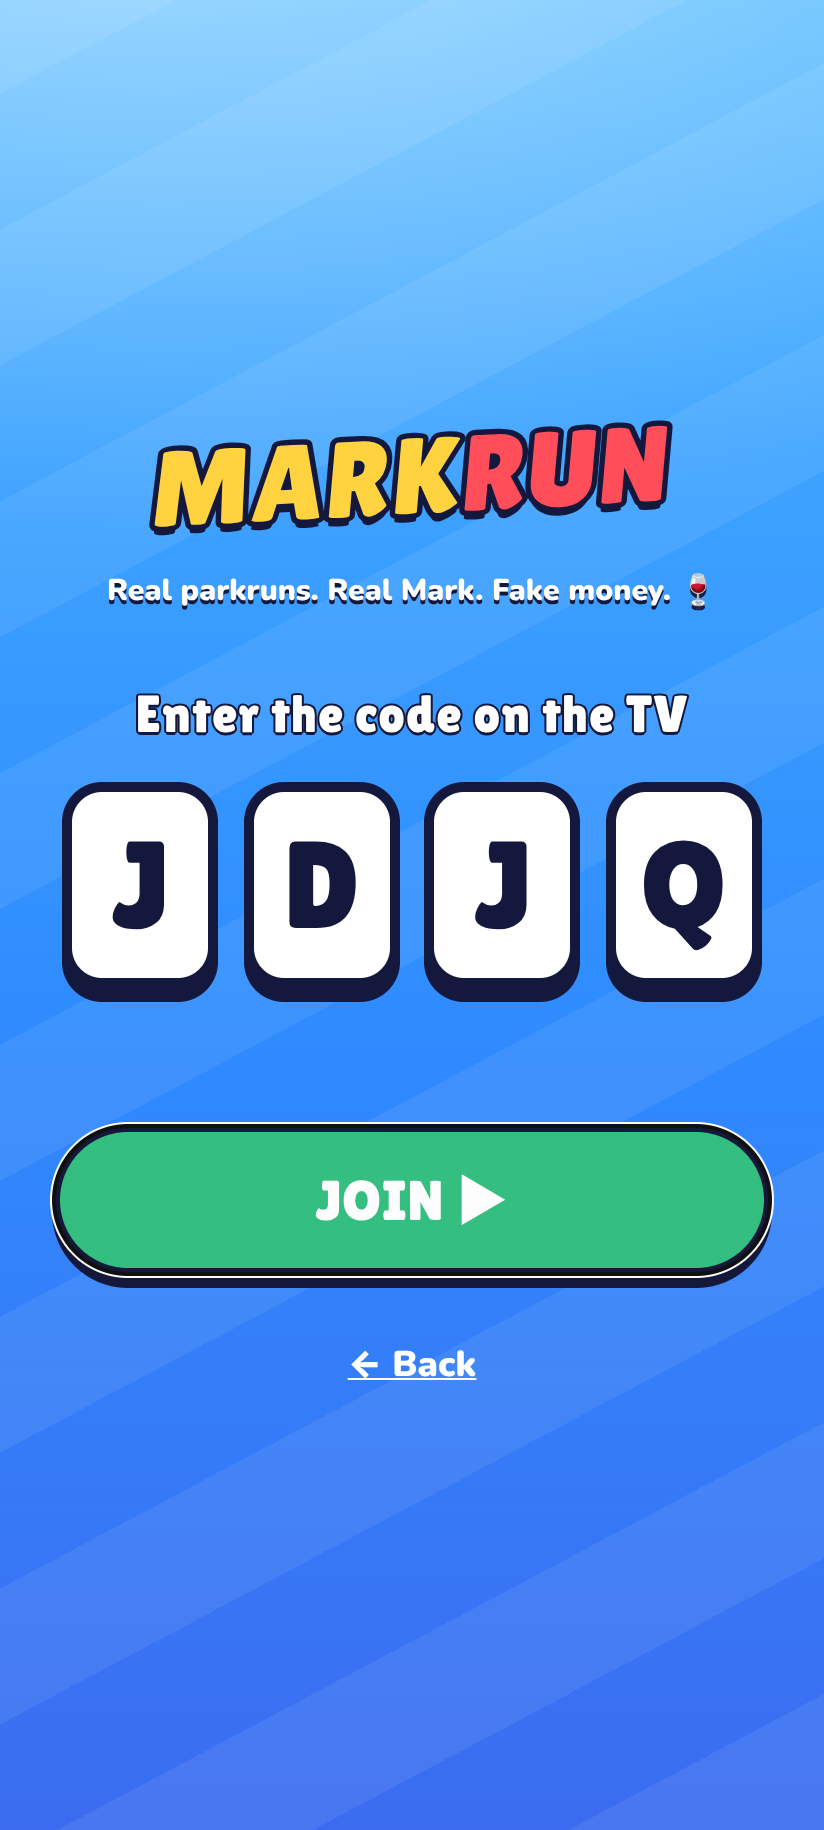 MARKRUN
Real parkruns. Real Mark. Fake money. 🍷
Enter the code on the TV
J D J Q
JOIN ▶
← Back